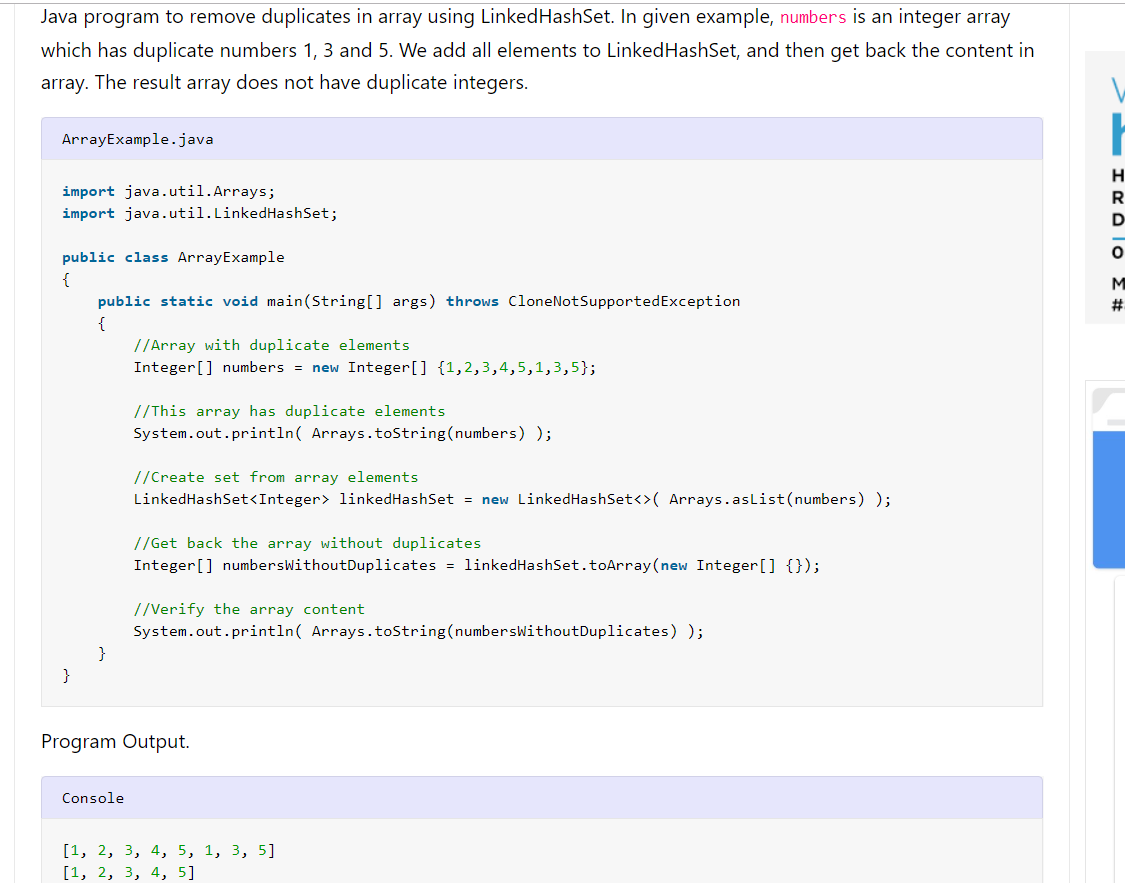 Java program to remove duplicates in array using LinkedHashSet. In given example, numbers is an integer array
which has duplicate numbers 1, 3 and 5. We add all elements to LinkedHashSet, and then get back the content in
array. The result array does not have duplicate integers.
ArrayExample.java
import java.util.Arrays;
import java.util.LinkedHashSet;
public class ArrayExample
{
    public static void main(String[] args) throws CloneNotSupportedException
    {
        //Array with duplicate elements
        Integer[] numbers = new Integer[] {1,2,3,4,5,1,3,5};
        //This array has duplicate elements
        System.out.println( Arrays.toString(numbers) );
        //Create set from array elements
        LinkedHashSet<Integer> linkedHashSet = new LinkedHashSet<>( Arrays.asList(numbers) );
        //Get back the array without duplicates
        Integer[] numbersWithoutDuplicates = linkedHashSet.toArray(new Integer[] {});
        //Verify the array content
        System.out.println( Arrays.toString(numbersWithoutDuplicates) );
    }
}
Program Output.
Console
[1, 2, 3, 4, 5, 1, 3, 5]
[1, 2, 3, 4, 5]